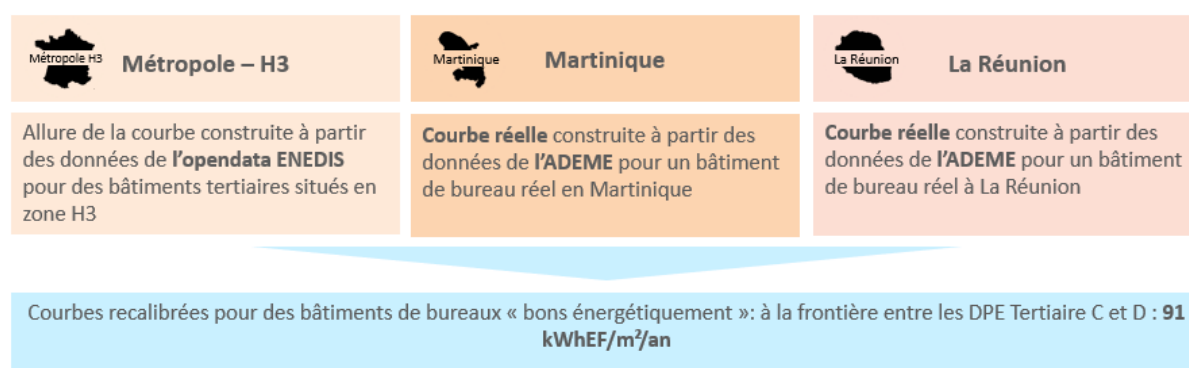 Métropole H3
Métropole – H3
Martinique
Martinique
La Réunion
La Réunion
Allure de la courbe construite à partir
des données de l’opendata ENEDIS
pour des bâtiments tertiaires situés en
zone H3
Courbe réelle construite à partir des
données de l’ADEME pour un bâtiment
de bureau réel en Martinique
Courbe réelle construite à partir des
données de l’ADEME pour un bâtiment
de bureau réel à La Réunion
Courbes recalibrées pour des bâtiments de bureaux « bons énergétiquement »: à la frontière entre les DPE Tertiaire C et D : 91
kWhEF/m²/an